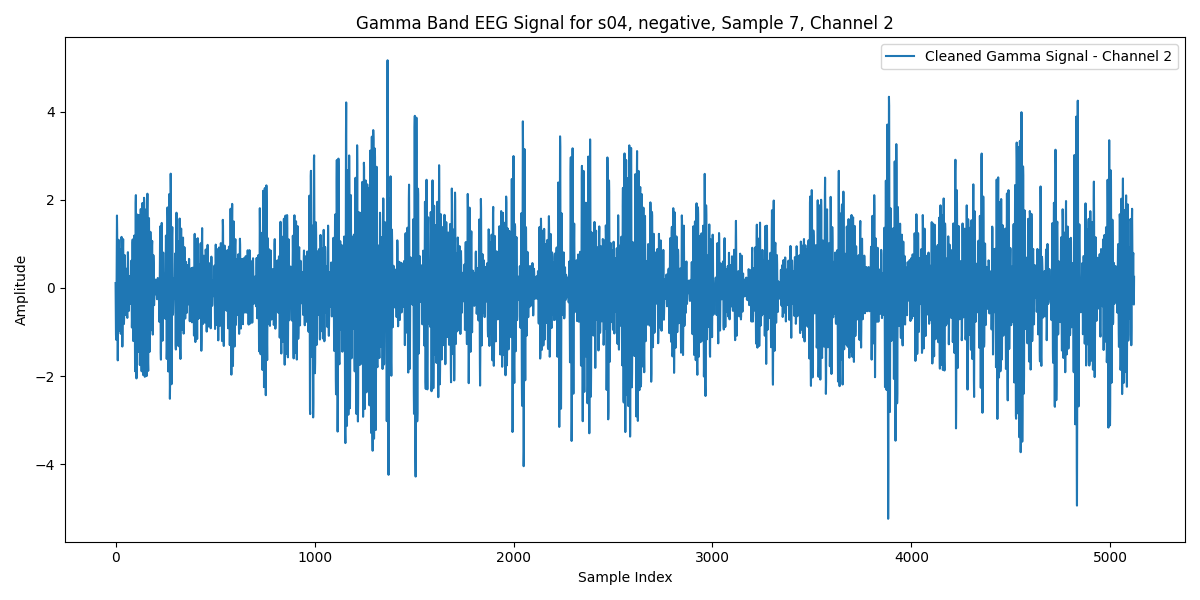 Gamma Band EEG Signal for s04, negative, Sample 7, Channel 2
Cleaned Gamma Signal - Channel 2
Amplitude
4
2
0
−2
−4
0 1000 2000 3000 4000 5000
Sample Index